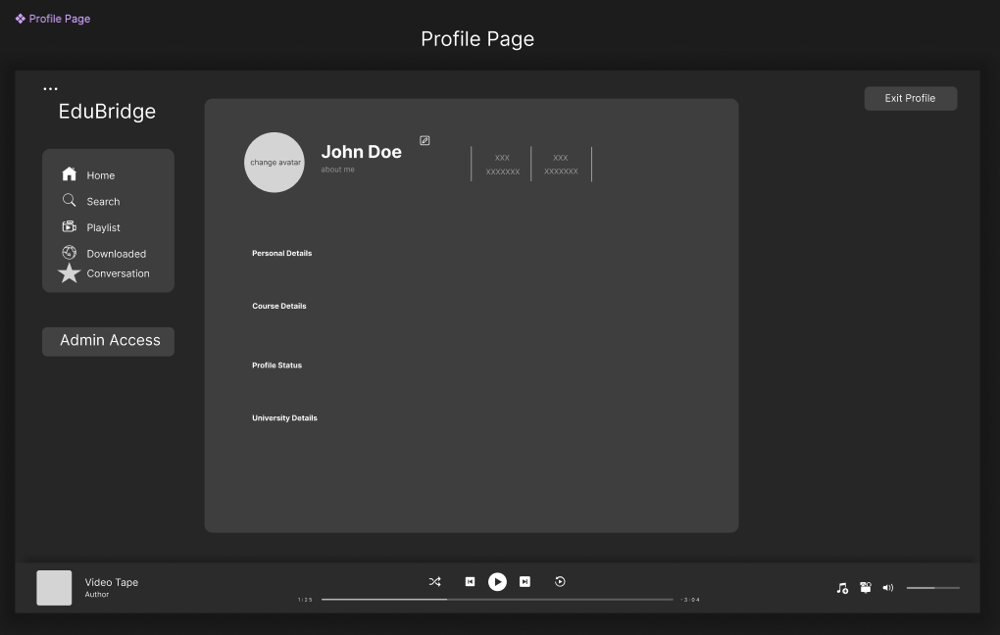 Profile Page
Profile Page
...
EduBridge
Exit Profile
Home
Search
Playlist
Downloaded
Conversation
Admin Access
change avatar
John Doe
about me
XXX
XXXXXXX
XXX
XXXXXXX
Personal Details
Course Details
Profile Status
University Details
Video Tape
Author
1:25
-3:04